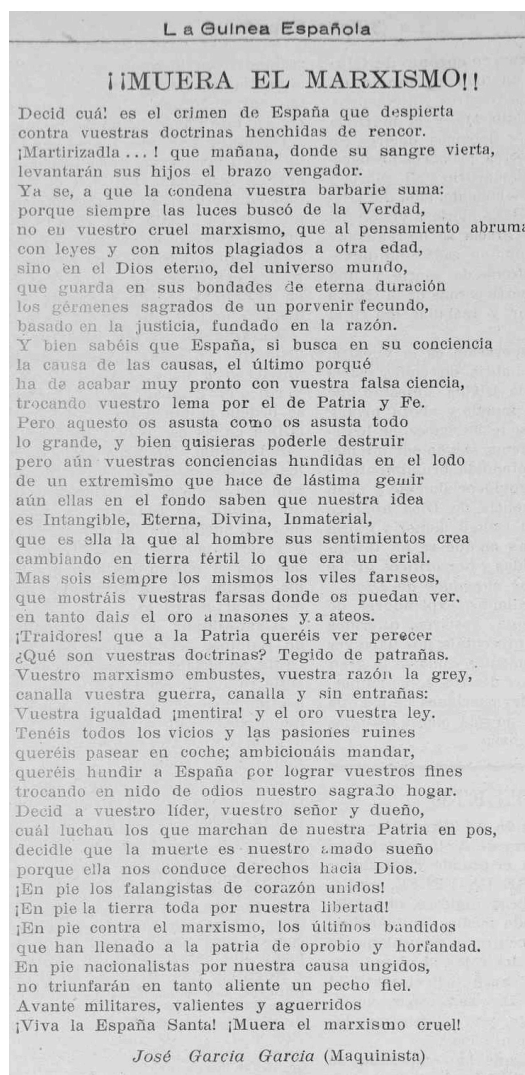 La Guinea Española
¡¡MUERA EL MARXISMO!!
Decid cuál es el crimen de España que despierta
contra vuestras doctrinas henchidas de rencor.
¡Martirizadla...! que mañana, donde su sangre vierta,
levantarán sus hijos el brazo vengador.
Ya se, a que la condena vuestra barbarie suma:
porque siempre las luces buscó de la Verdad,
no en vuestro cruel marxismo, que al pensamiento abruma
con leyes y con mitos plagiados a otra edad,
sino en el Dios eterno, del universo mundo,
que guarda en sus bondades de eterna duración
los gérmenes sagrados de un porvenir fecundo,
basado en la justicia, fundado en la razón.
Y bien sabéis que España, si busca en su conciencia
la causa de las causas, el último porqué
ha de acabar muy pronto con vuestra falsa ciencia,
trocando vuestro lema por el de Patria y Fe.
Pero aquesto os asusta como os asusta todo
lo grande, y bien quisieras poderle destruir
pero aún vuestras conciencias hundidas en el lodo
de un extremismo que hace de lástima gemir
aún ellas en el fondo saben que nuestra idea
es Intangible, Eterna, Divina, Inmaterial,
que es ella la que al hombre sus sentimientos crea
cambiando en tierra fértil lo que era un erial.
Mas sois siempre los mismos los viles fariseos,
que mostráis vuestras farsas donde os puedan ver.
en tanto dais el oro a masones y a ateos.
¡Traidores! que a la Patria queréis ver perecer
¿Qué son vuestras doctrinas? Tegido de patrañas.
Vuestro marxismo embustes, vuestra razón la grey,
canalla vuestra guerra, canalla y sin entrañas:
Vuestra igualdad ¡mentira! y el oro vuestra ley.
Tenéis todos los vicios y las pasiones ruines
queréis pasear en coche; ambicionáis mandar,
queréis hundir a España por lograr vuestros fines
trocando en nido de odios nuestro sagrado hogar.
Decid a vuestro líder, vuestro señor y dueño,
cuál luchan los que marchan de nuestra Patria en pos,
decidle que la muerte es nuestro amado sueño
porque ella nos conduce derechos hacia Dios.
¡En pie los falangistas de corazón unidos!
¡En pie la tierra toda por nuestra libertad!
¡En pie contra el marxismo, los últimos bandidos
que han llenado a la patria de oprobio y horfandad.
En pie nacionalistas por nuestra causa ungidos,
no triunfarán en tanto aliente un pecho fiel.
Avante militares, valientes y aguerridos
¡Viva la España Santa! ¡Muera el marxismo cruel!
José García García (Maquinista)